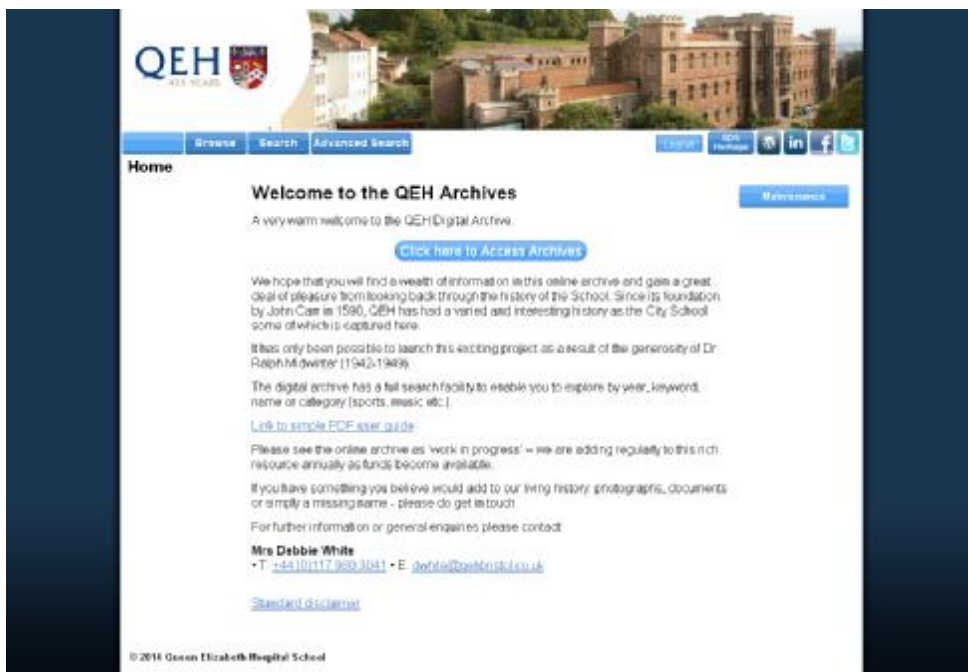 QEH
425 YEARS
Browse
Search
Advanced Search
Logout
SDS
Heritage
in
f
Home
Welcome to the QEH Archives
Maintenance
A very warm welcome to the QEH Digital Archive.
Click here to Access Archives
We hope that you will find a wealth of information in this online archive and gain a great
deal of pleasure from looking back through the history of the School. Since its foundation
by John Carr in 1590, QEH has had a varied and interesting history as the City School
some of which is captured here.
It has only been possible to launch this exciting project as a result of the generosity of Dr
Ralph Midwinter (1942-1949).
The digital archive has a full search facility to enable you to explore by year, keyword,
name or category (sports, music etc.).
Link to simple PDF user guide
Please see the online archive as 'work in progress' – we are adding regularly to this rich
resource annually as funds become available.
If you have something you believe would add to our living history: photographs, documents
or simply a missing name - please do get in touch
For further information or general enquiries please contact:
Mrs Debbie White
• T: +44 (0)117 930 3041 • E: dwhite@qehbristol.co.uk
Standard disclaimer
© 2014 Queen Elizabeth Hospital School